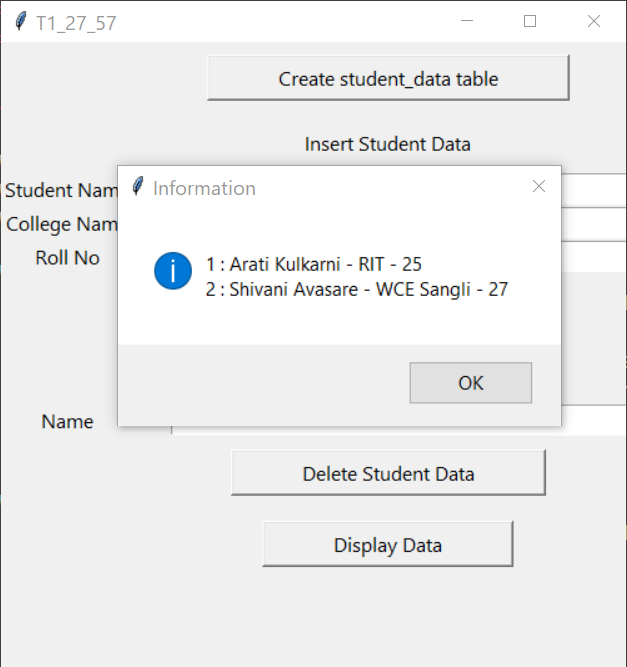 T1_27_57
Create student_data table
Insert Student Data
Student Nam
Information
College Nam
Roll No
1 : Arati Kulkarni - RIT - 25
2 : Shivani Avasare - WCE Sangli - 27
OK
Name
Delete Student Data
Display Data